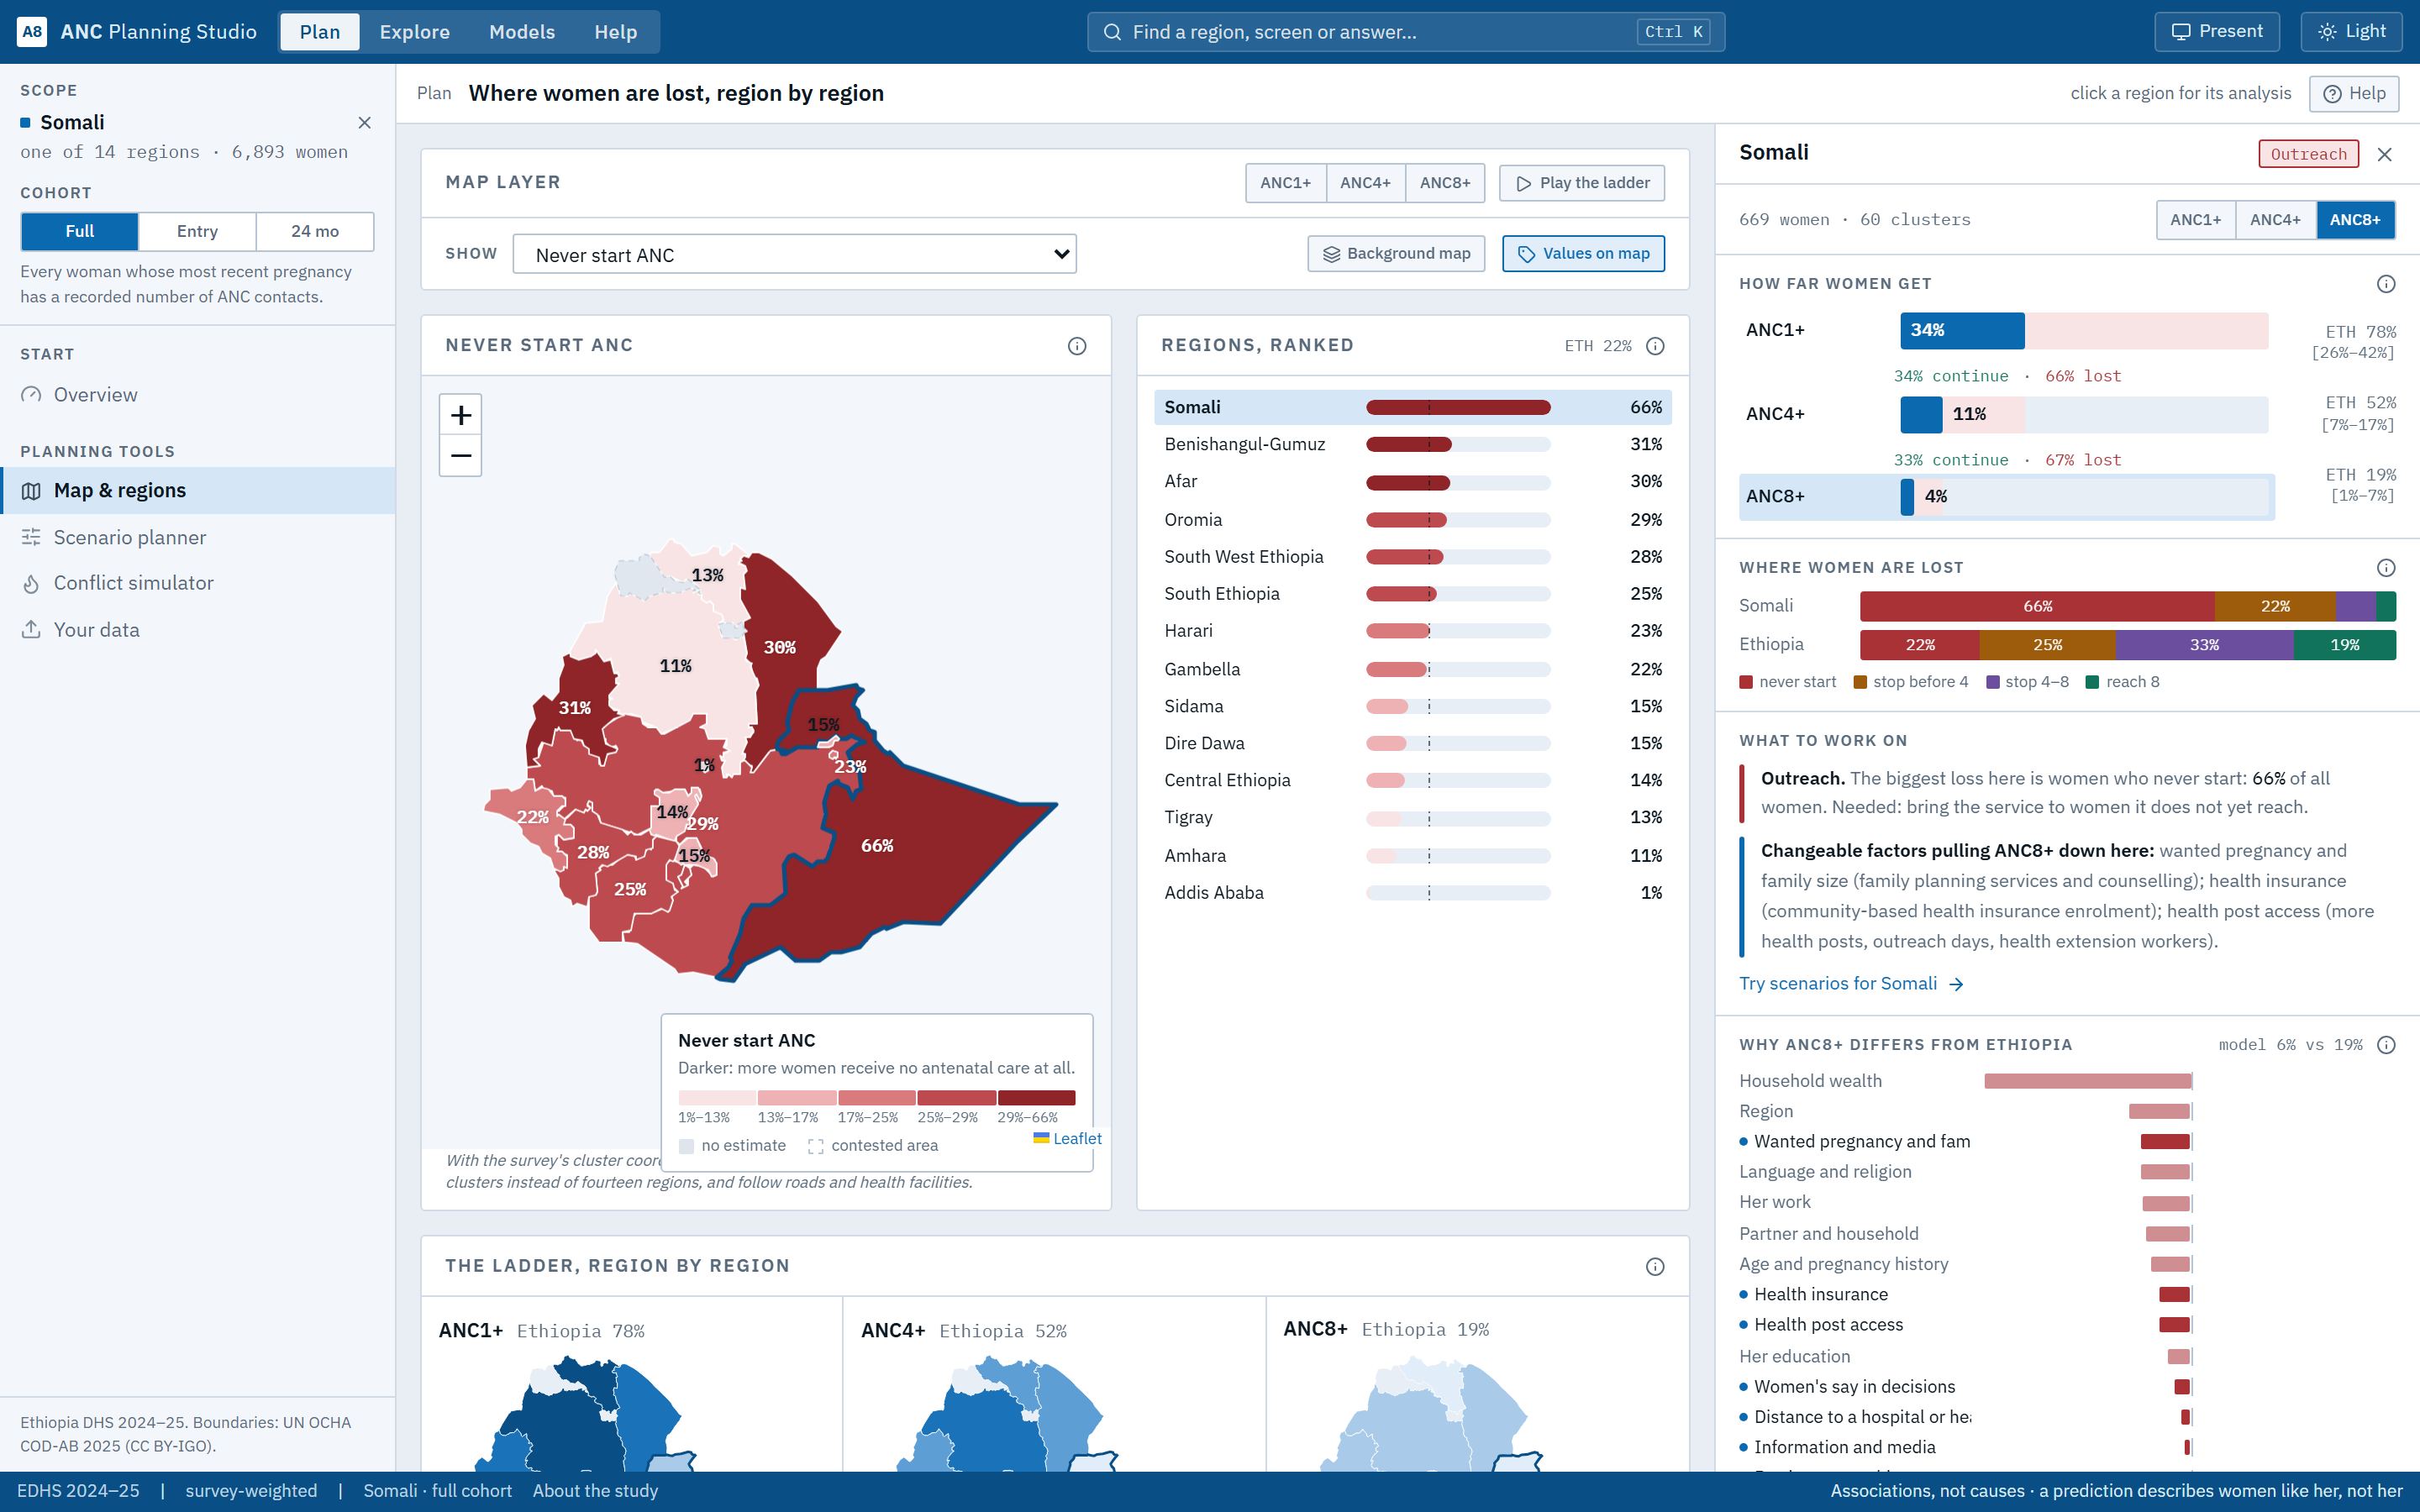 A8 ANC Planning Studio Plan Explore Models Help Find a region, screen or answer... Ctrl K Present Light
SCOPE
Somali
one of 14 regions · 6,893 women
COHORT
Full Entry 24 mo
Every woman whose most recent pregnancy
has a recorded number of ANC contacts.
START
Overview
PLANNING TOOLS
Map & regions
Scenario planner
Conflict simulator
Your data
Ethiopia DHS 2024–25. Boundaries: UN OCHA
COD-AB 2025 (CC BY-IGO).
Plan Where women are lost, region by region click a region for its analysis Help
MAP LAYER ANC1+ ANC4+ ANC8+ Play the ladder
SHOW Never start ANC Background map Values on map
NEVER START ANC
+
−
13%
30%
11%
31%
15%
1%
23%
14%
22%
29%
66%
28%
15%
25%
Never start ANC
Darker: more women receive no antenatal care at all.
1%–13% 13%–17% 17%–25% 25%–29% 29%–66%
no estimate contested area
Leaflet
With the survey's cluster
clusters instead of fourteen regions, and follow roads and health facilities.
REGIONS, RANKED ETH 22%
Somali 66%
Benishangul-Gumuz 31%
Afar 30%
Oromia 29%
South West Ethiopia 28%
South Ethiopia 25%
Harari 23%
Gambella 22%
Sidama 15%
Dire Dawa 15%
Central Ethiopia 14%
Tigray 13%
Amhara 11%
Addis Ababa 1%
THE LADDER, REGION BY REGION
ANC1+ Ethiopia 78%
ANC4+ Ethiopia 52%
ANC8+ Ethiopia 19%
Somali Outreach
669 women · 60 clusters ANC1+ ANC4+ ANC8+
HOW FAR WOMEN GET
ANC1+ 34% ETH 78%
[26%–42%]
34% continue · 66% lost
ANC4+ 11% ETH 52%
[7%–17%]
33% continue · 67% lost
ANC8+ 4% ETH 19%
[1%–7%]
WHERE WOMEN ARE LOST
Somali 66% 22%
Ethiopia 22% 25% 33% 19%
never start stop before 4 stop 4–8 reach 8
WHAT TO WORK ON
Outreach. The biggest loss here is women who never start: 66% of all
women. Needed: bring the service to women it does not yet reach.
Changeable factors pulling ANC8+ down here: wanted pregnancy and
family size (family planning services and counselling); health insurance
(community-based health insurance enrolment); health post access (more
health posts, outreach days, health extension workers).
Try scenarios for Somali →
WHY ANC8+ DIFFERS FROM ETHIOPIA model 6% vs 19%
Household wealth
Region
Wanted pregnancy and fam
Language and religion
Her work
Partner and household
Age and pregnancy history
Health insurance
Health post access
Her education
Women's say in decisions
Distance to a hospital or hea
Information and media
EDHS 2024–25 | survey-weighted | Somali · full cohort About the study Associations, not causes · a prediction describes women like her, not her